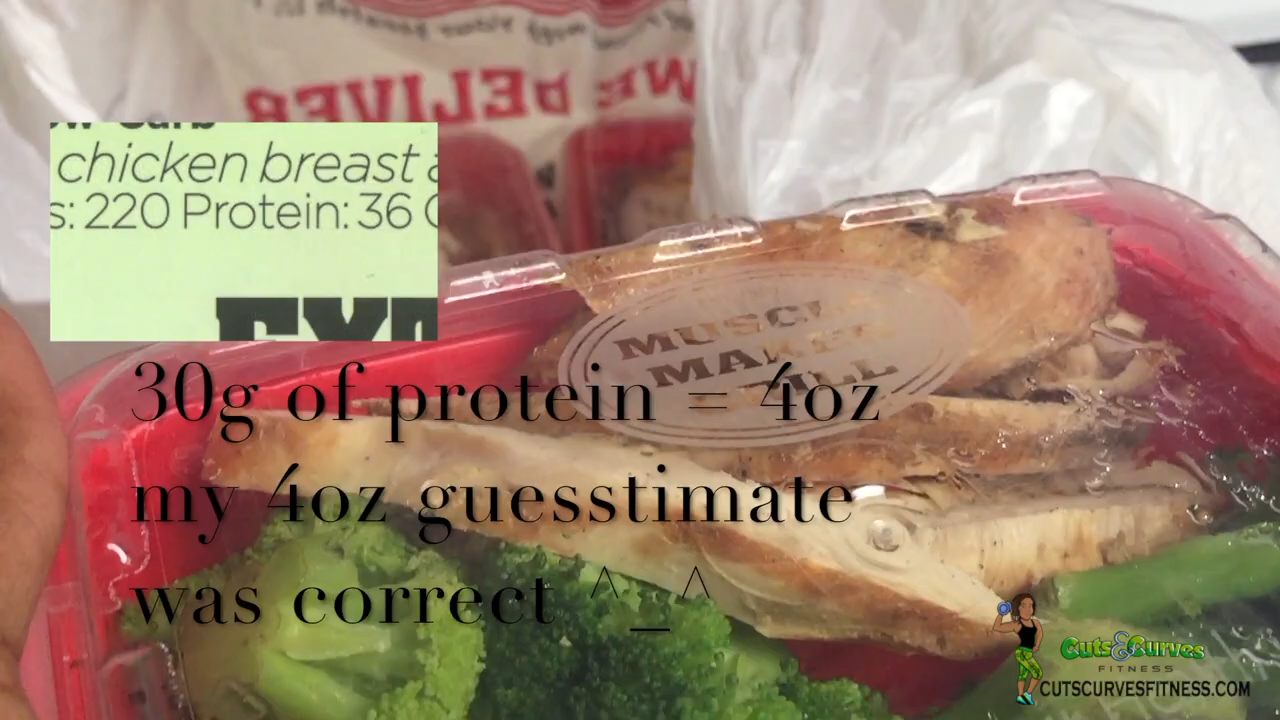 WE DELIVER
chicken breast
s: 220 Protein: 36
MUSCLE
MAKER
GRILL
30g of protein = 4oz
my 4oz guesstimate
was correct ^_^
Cuts&Curves
FITNESS
CUTSCURVESFITNESS.COM